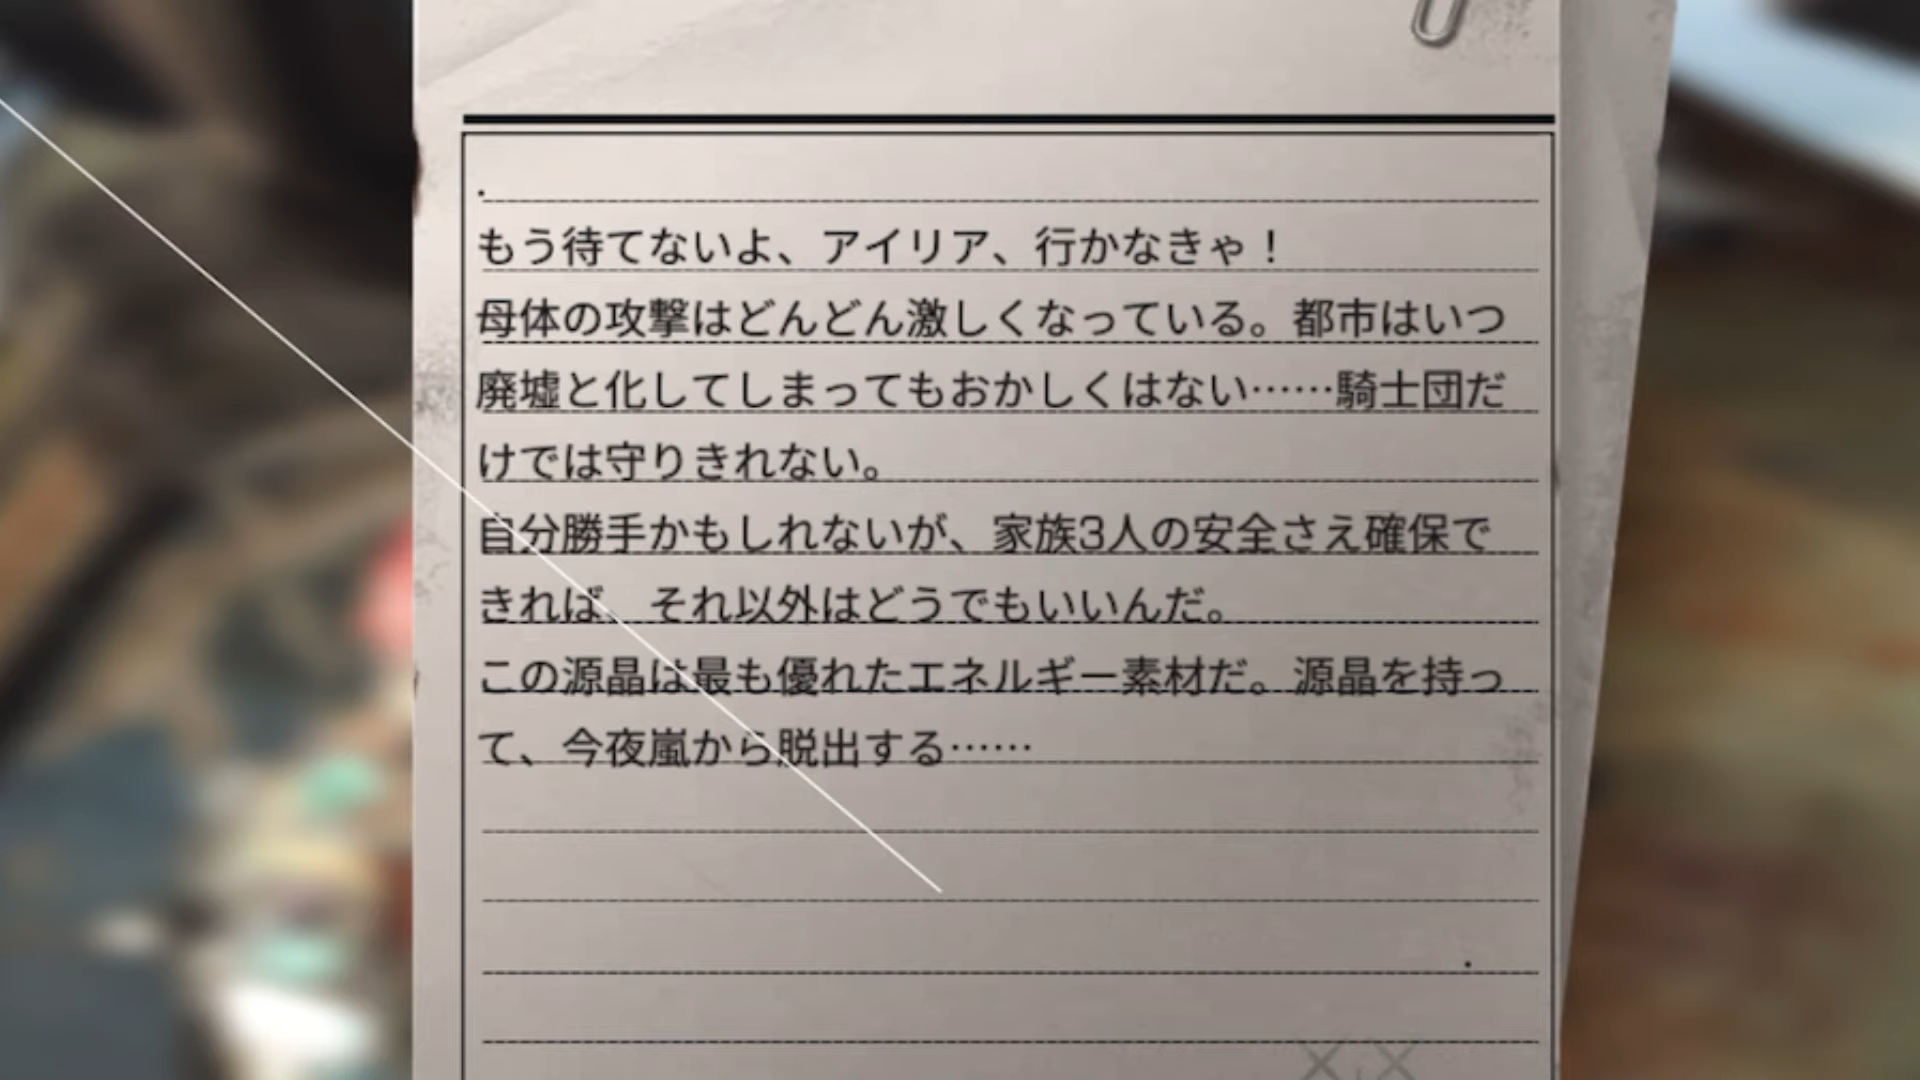 もう待てないよ、アイリア、行かなきゃ！
母体の攻撃はどんどん激しくなっている。都市はいつ
廃墟と化してしまってもおかしくはない……騎士団だ
けでは守りきれない。
自分勝手かもしれないが、家族3人の安全さえ確保で
きれば、それ以外はどうでもいいんだ。
この源晶は最も優れたエネルギー素材だ。源晶を持っ
て、今夜嵐から脱出する……